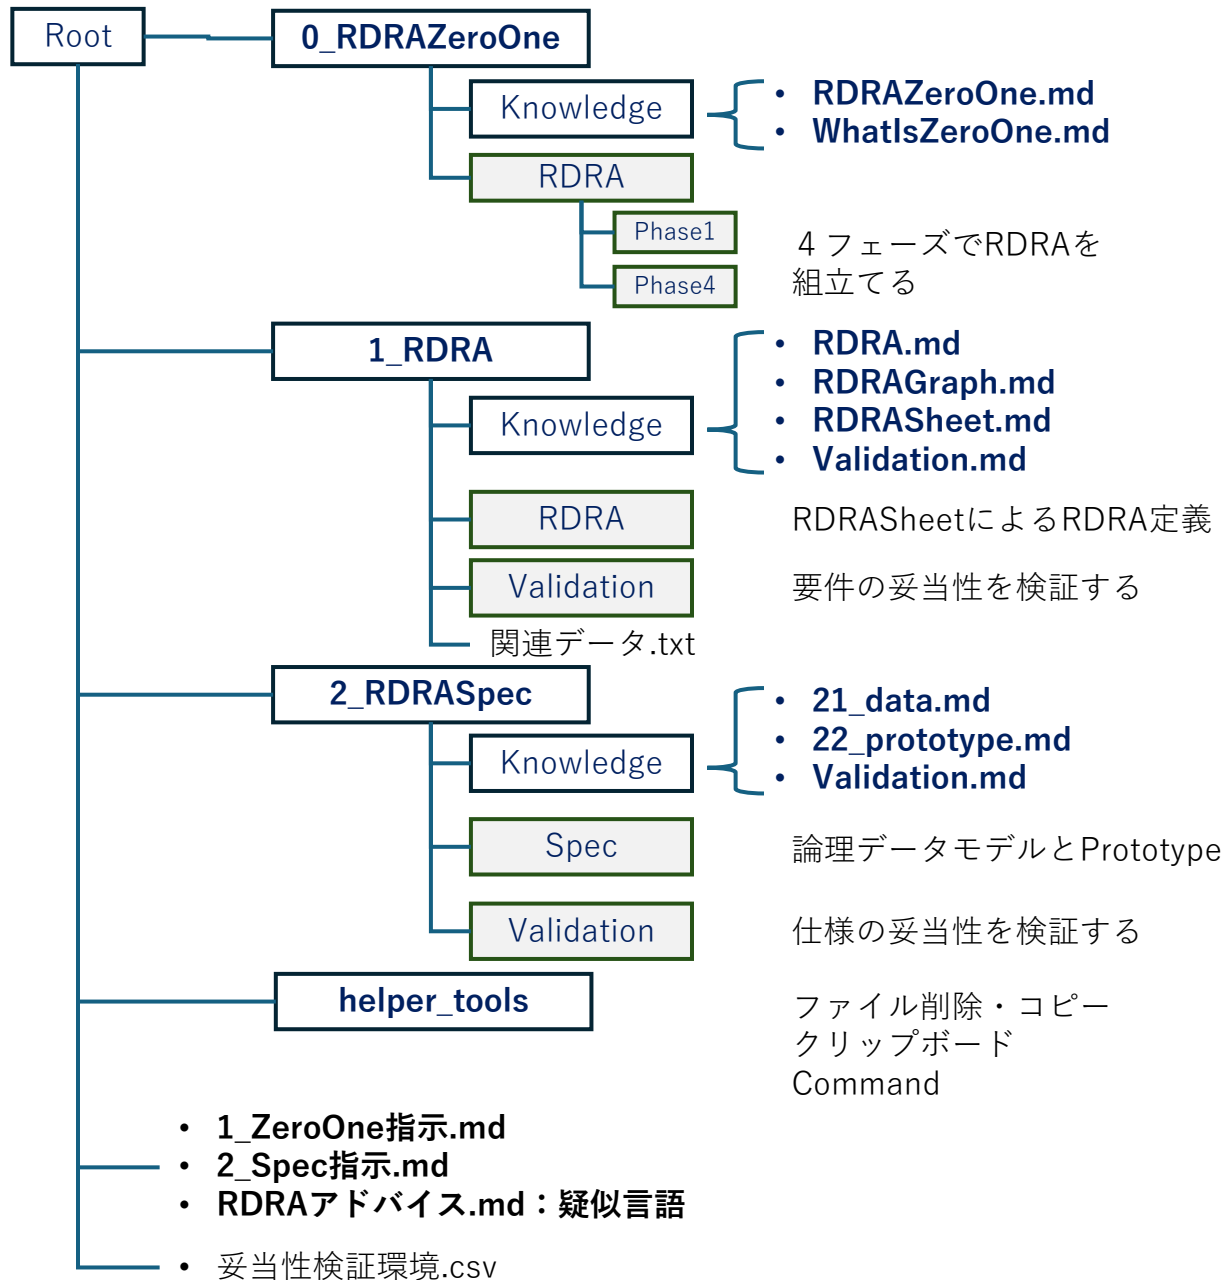 Root
0_RDRAZeroOne
Knowledge
• RDRAZeroOne.md
• WhatIsZeroOne.md
RDRA
Phase1
Phase4
４フェーズでRDRAを
組立てる
1_RDRA
Knowledge
• RDRA.md
• RDRAGraph.md
• RDRASheet.md
• Validation.md
RDRA
RDRASheetによるRDRA定義
Validation
要件の妥当性を検証する
関連データ.txt
2_RDRASpec
Knowledge
• 21_data.md
• 22_prototype.md
• Validation.md
Spec
論理データモデルとPrototype
Validation
仕様の妥当性を検証する
helper_tools
ファイル削除・コピー
クリップボード
Command
• 1_ZeroOne指示.md
• 2_Spec指示.md
• RDRAアドバイス.md：疑似言語
• 妥当性検証環境.csv